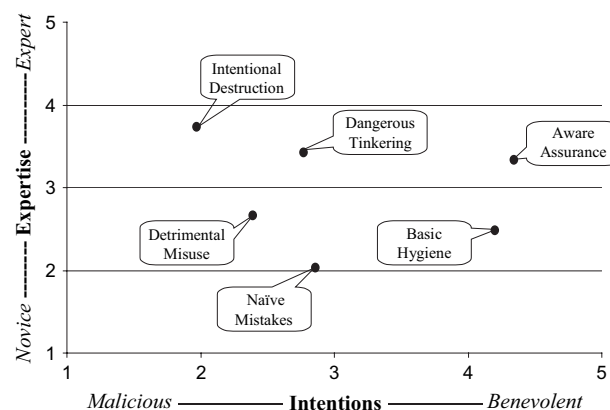 5
4
3
2
1
Novice ------- Expertise ------- Expert
Intentional
Destruction
Dangerous
Tinkering
Aware
Assurance
Detrimental
Misuse
Basic
Hygiene
Naïve
Mistakes
1 2 3 4 5
Malicious Intentions Benevolent